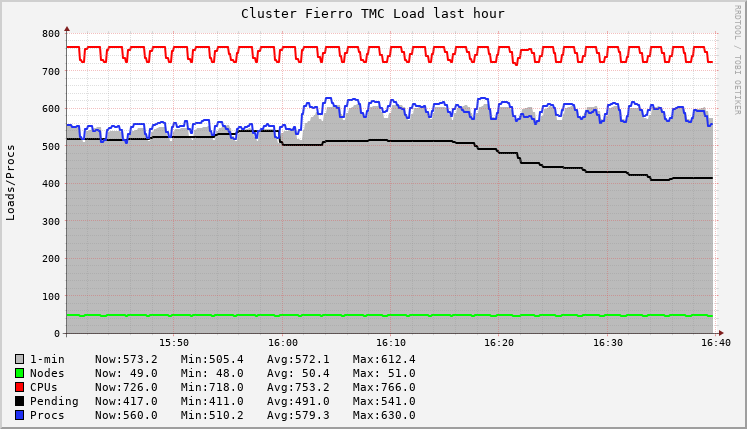 Cluster Fierro TMC Load last hour
RRDTOOL / TOBI OETIKER
Loads/Procs
800
700
600
500
400
300
200
100
0
15:50 16:00 16:10 16:20 16:30 16:40
1-min Now:573.2 Min:505.4 Avg:572.1 Max:612.4
Nodes Now: 49.0 Min: 48.0 Avg: 50.4 Max: 51.0
CPUs Now:726.0 Min:718.0 Avg:753.2 Max:766.0
Pending Now:417.0 Min:411.0 Avg:491.0 Max:541.0
Procs Now:560.0 Min:510.2 Avg:579.3 Max:630.0